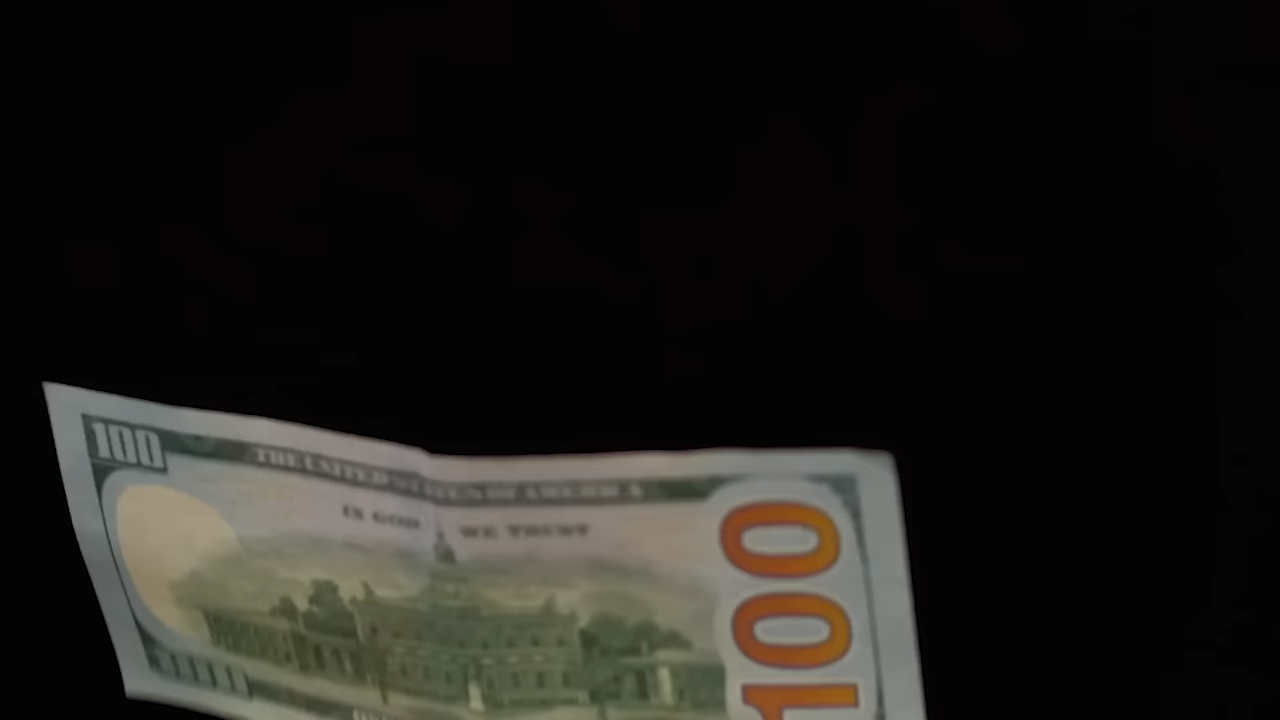 100
THE UNITED STATES OF AMERICA
IN GOD WE TRUST
100